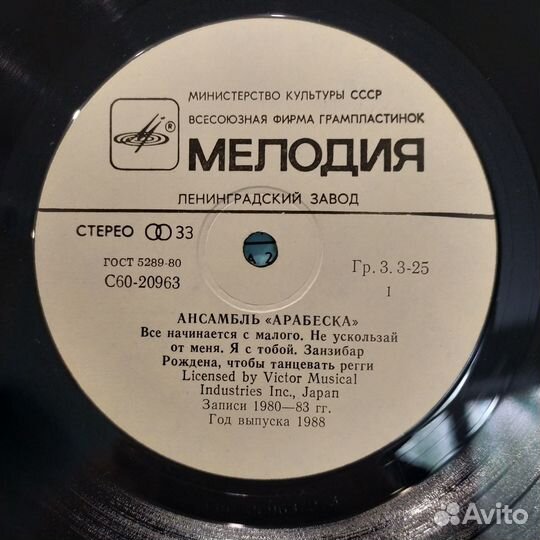 МИНИСТЕРСТВО КУЛЬТУРЫ СССР
ВСЕСОЮЗНАЯ ФИРМА ГРАМПЛАСТИНОК
®
МЕЛОДИЯ
ЛЕНИНГРАДСКИЙ ЗАВОД
СТЕРЕО 33
ГОСТ 5289-80
С60-20963
Гр. 3. 3-25
1
А 2
АНСАМБЛЬ «АРАБЕСКА»
Все начинается с малого. Не ускользай
от меня. Я с тобой. Занзибар
Рождена, чтобы танцевать регги
Licensed by Victor Musical
Industries Inc., Japan
Записи 1980—83 гг.
Год выпуска 1988
Avito